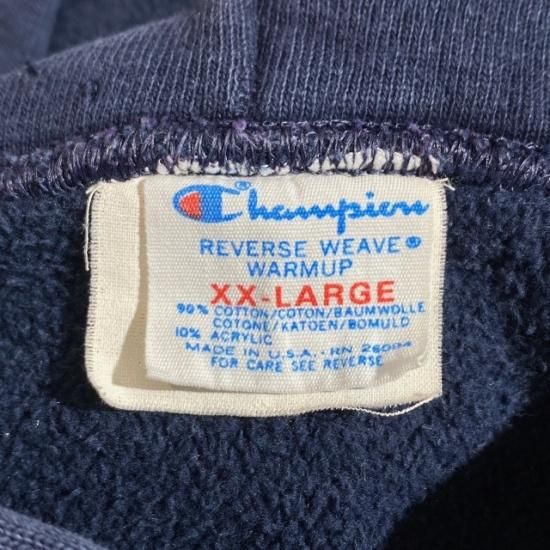 Champion®
REVERSE WEAVE®
WARMUP
XX-LARGE
90% COTTON/COTON/BAUMWOLLE
COTONE/KATOEN/BOMULD
10% ACRYLIC
MADE IN U.S.A. · RN 26094
FOR CARE SEE REVERSE